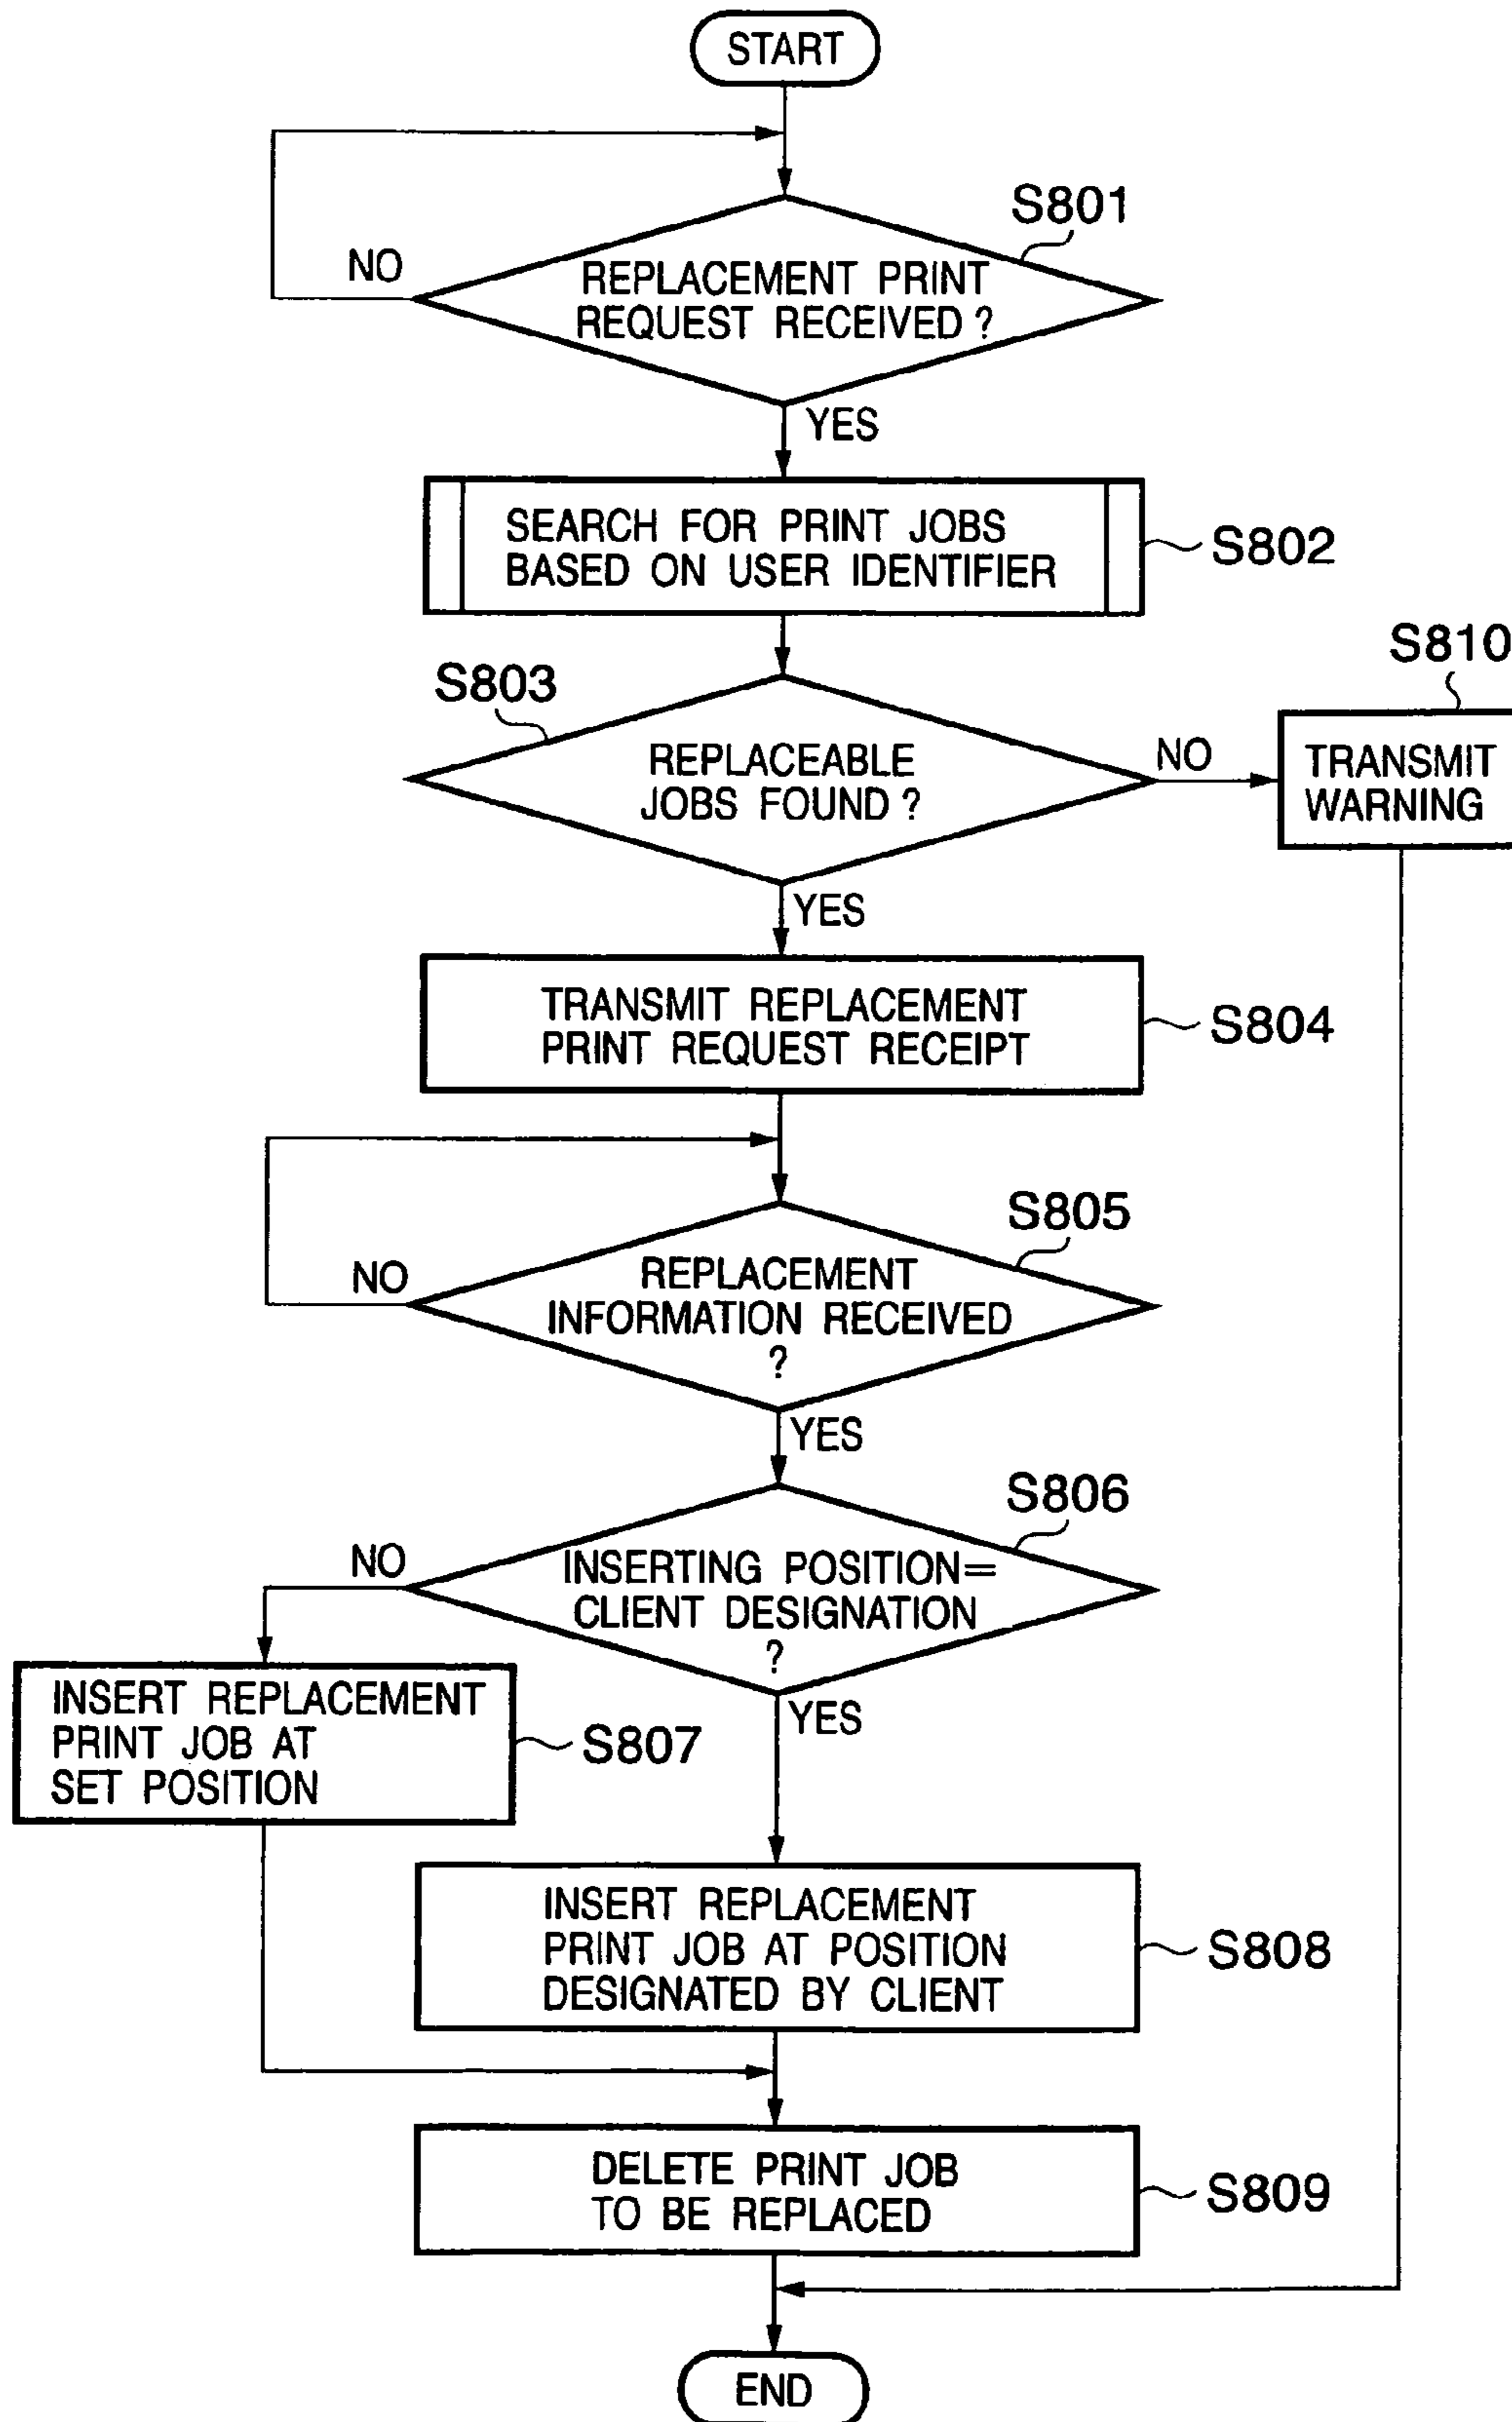 START
S801
NO
REPLACEMENT PRINT
REQUEST RECEIVED ?
YES
SEARCH FOR PRINT JOBS
BASED ON USER IDENTIFIER
S802
S810
S803
REPLACEABLE
JOBS FOUND ?
NO
TRANSMIT
WARNING
YES
TRANSMIT REPLACEMENT
PRINT REQUEST RECEIPT
S804
S805
NO
REPLACEMENT
INFORMATION RECEIVED
?
YES
S806
NO
INSERTING POSITION=
CLIENT DESIGNATION
?
YES
INSERT REPLACEMENT
PRINT JOB AT
SET POSITION
S807
INSERT REPLACEMENT
PRINT JOB AT POSITION
DESIGNATED BY CLIENT
S808
DELETE PRINT JOB
TO BE REPLACED
S809
END